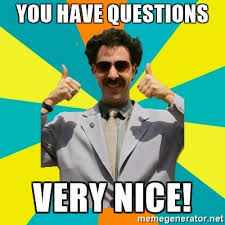 YOU HAVE QUESTIONS
VERY NICE!
memegenerator.net